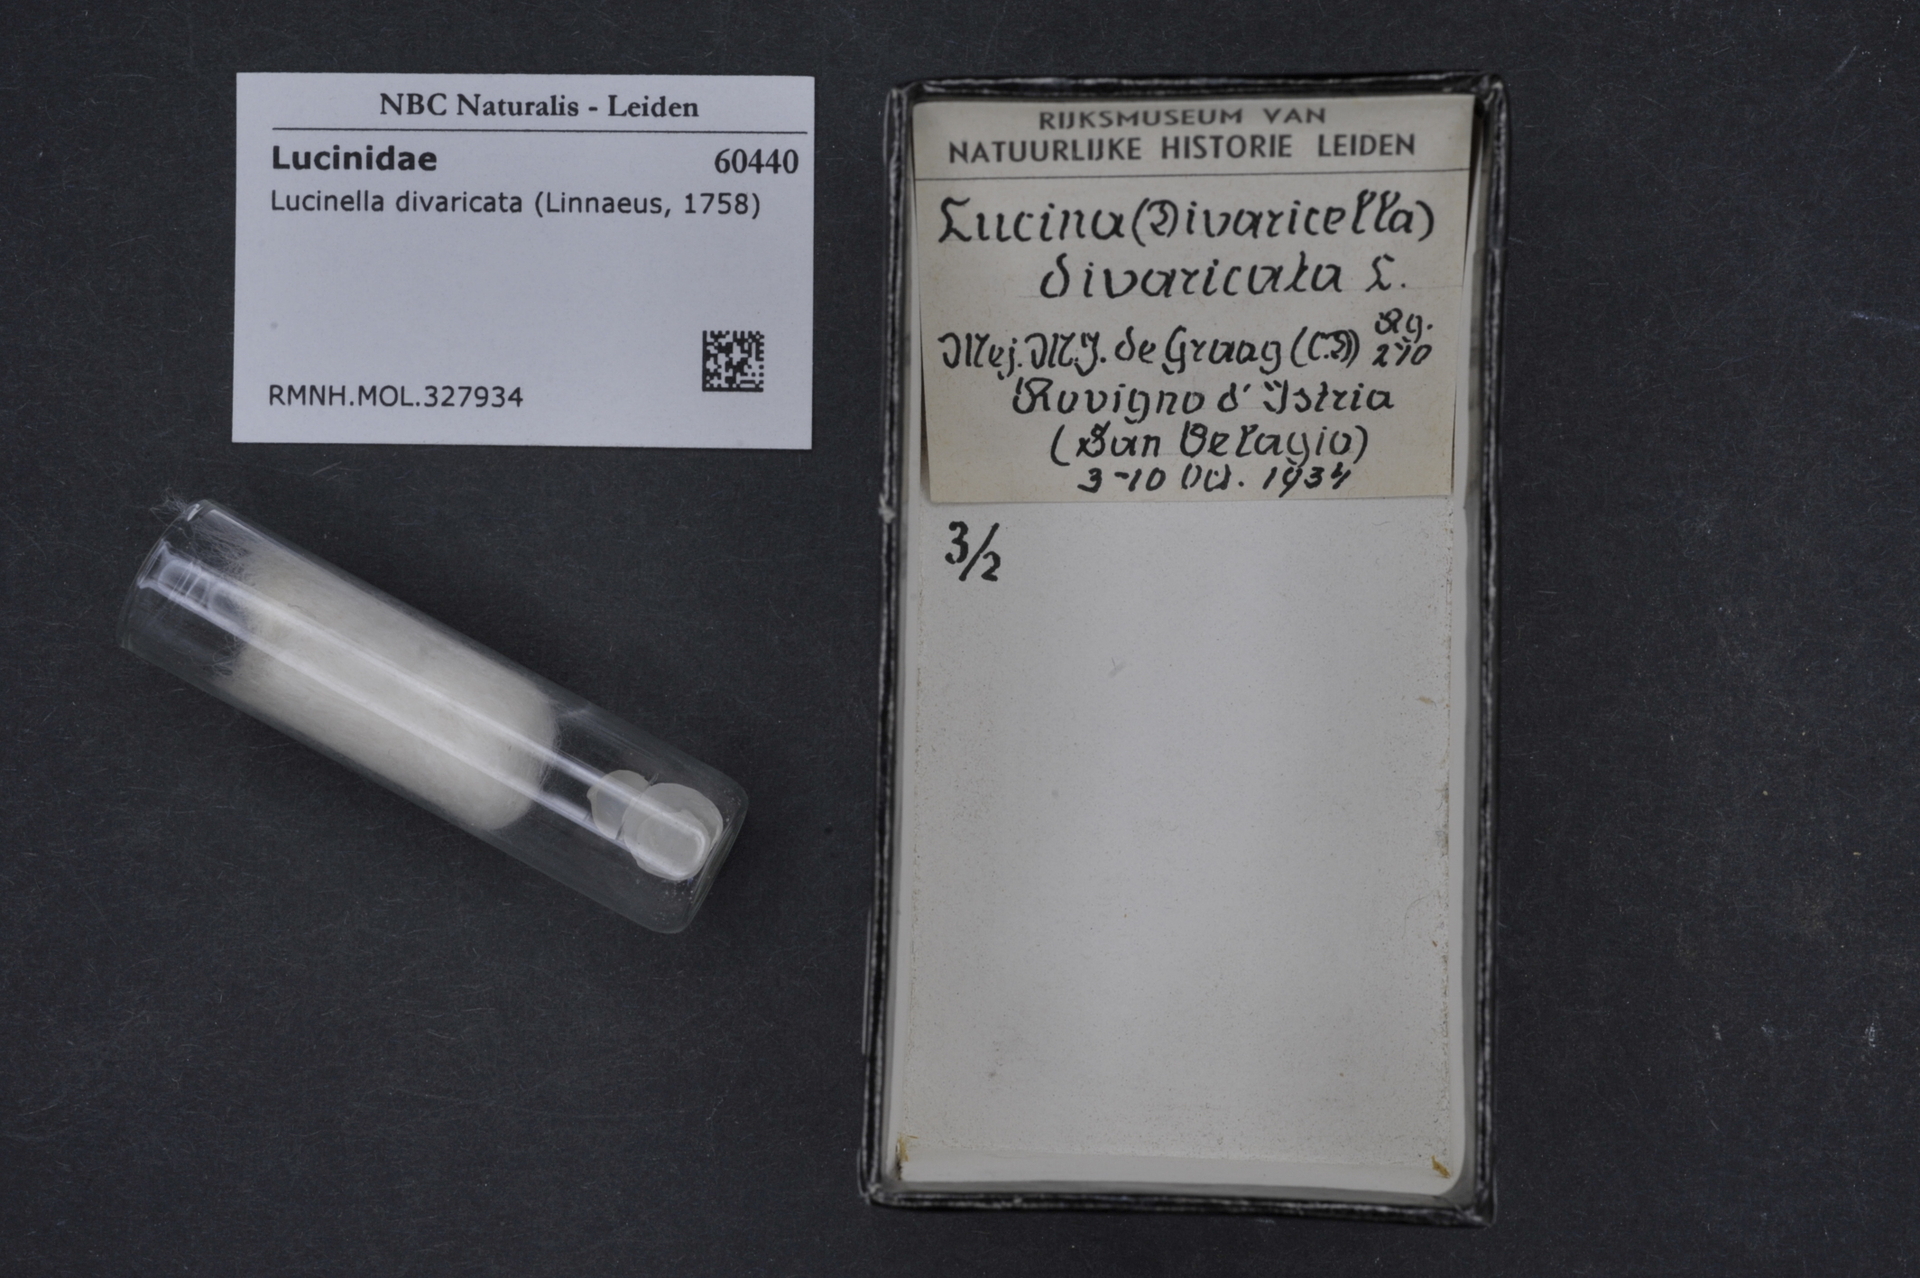 NBC Naturalis - Leiden
Lucinidae 60440
Lucinella divaricata (Linnaeus, 1758)
RMNH.MOL.327934
RIJKSMUSEUM VAN
NATUURLIJKE HISTORIE LEIDEN
Lucina (Divaricella)
divaricata L.
Mej. M.J. de Graag
Rovigno d'Istria
(San Pelagio)
3-10 Oct. 1934
3/2